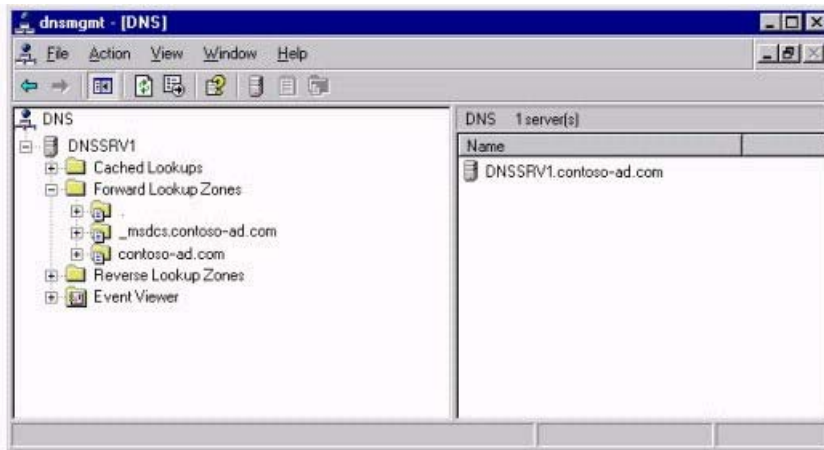 dnsmgmt - [DNS]
File Action View Window Help
DNS
DNSSRV1
Cached Lookups
Forward Lookup Zones
.
_msdcs.contoso-ad.com
contoso-ad.com
Reverse Lookup Zones
Event Viewer
DNS 1 server(s)
Name
DNSSRV1.contoso-ad.com